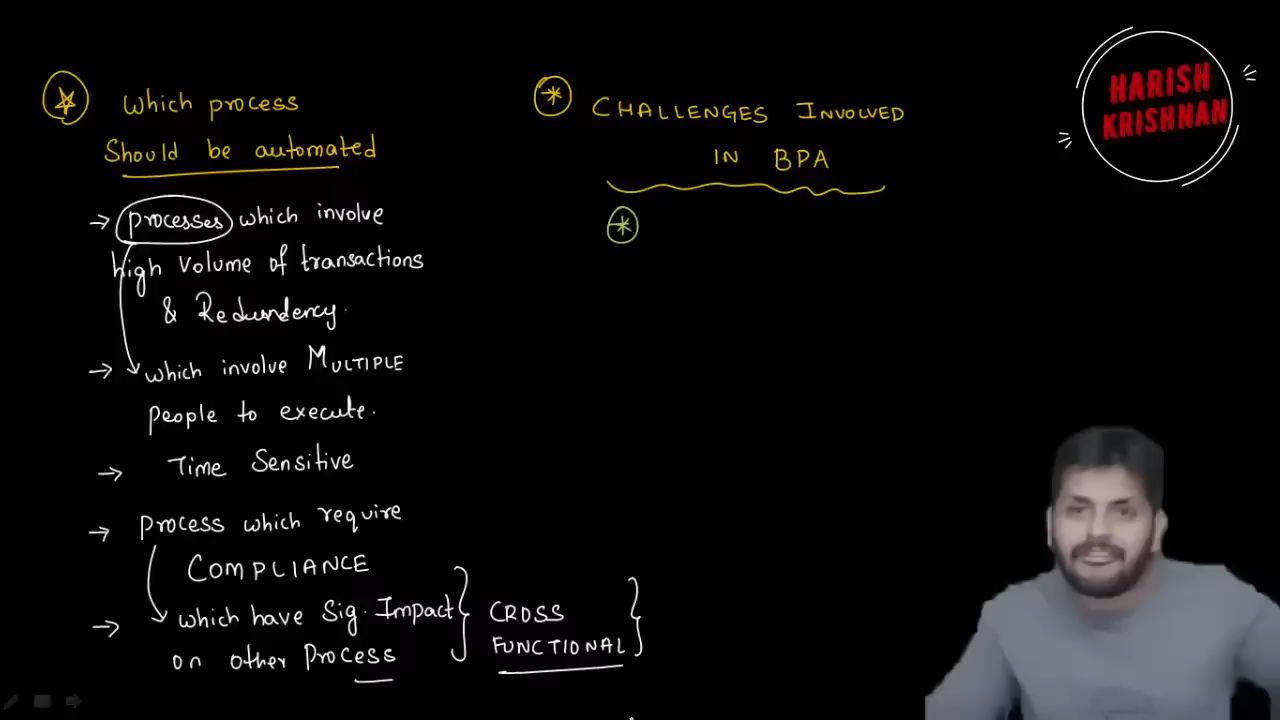 Which process
Should be automated
→ processes which involve
high Volume of transactions
& Redundency.
→ which involve MULTIPLE
people to execute.
→ Time Sensitive
→ Process which require
COMPLIANCE
→ which have Sig. Impact
on other Process
CROSS
FUNCTIONAL
CHALLENGES INVOLVED
IN BPA
HARISH
KRISHNAN